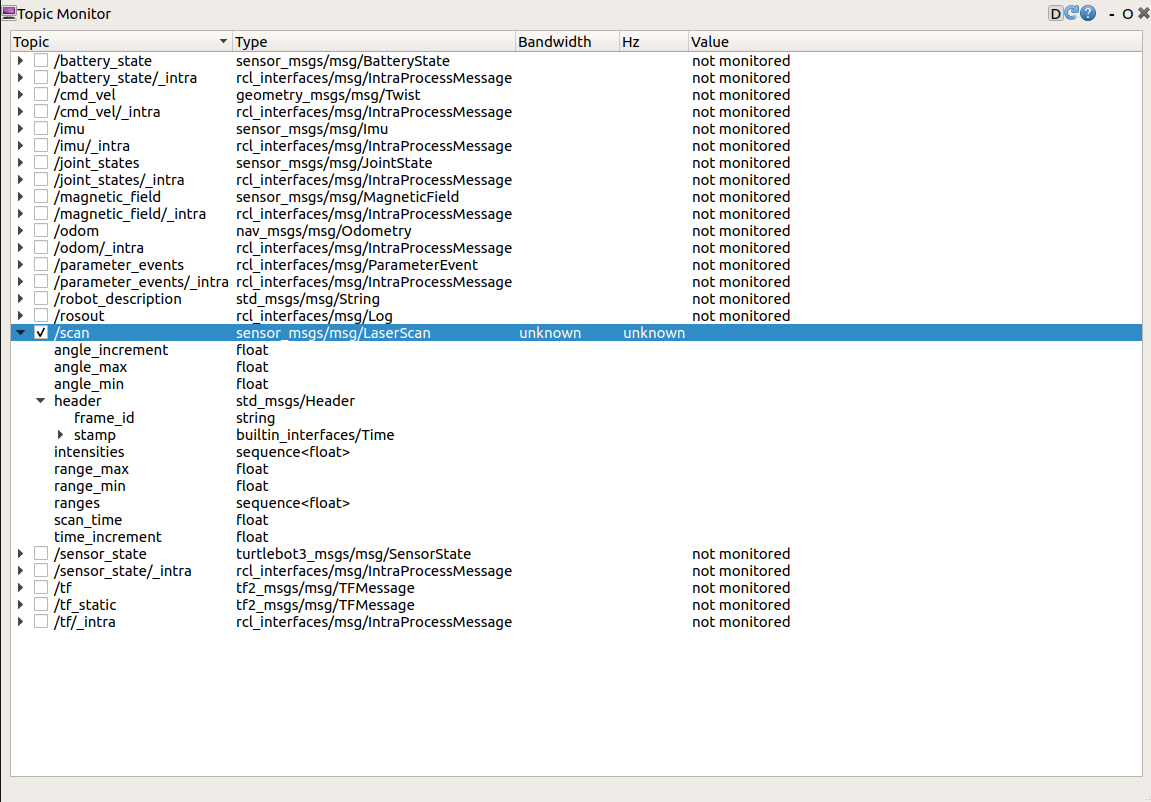 Topic Monitor D ? - O
Topic Type Bandwidth Hz Value
/battery_state sensor_msgs/msg/BatteryState not monitored
/battery_state/_intra rcl_interfaces/msg/IntraProcessMessage not monitored
/cmd_vel geometry_msgs/msg/Twist not monitored
/cmd_vel/_intra rcl_interfaces/msg/IntraProcessMessage not monitored
/imu sensor_msgs/msg/Imu not monitored
/imu/_intra rcl_interfaces/msg/IntraProcessMessage not monitored
/joint_states sensor_msgs/msg/JointState not monitored
/joint_states/_intra rcl_interfaces/msg/IntraProcessMessage not monitored
/magnetic_field sensor_msgs/msg/MagneticField not monitored
/magnetic_field/_intra rcl_interfaces/msg/IntraProcessMessage not monitored
/odom nav_msgs/msg/Odometry not monitored
/odom/_intra rcl_interfaces/msg/IntraProcessMessage not monitored
/parameter_events rcl_interfaces/msg/ParameterEvent not monitored
/parameter_events/_intra rcl_interfaces/msg/IntraProcessMessage not monitored
/robot_description std_msgs/msg/String not monitored
/rosout rcl_interfaces/msg/Log not monitored
/scan sensor_msgs/msg/LaserScan unknown unknown
angle_increment float
angle_max float
angle_min float
header std_msgs/Header
frame_id string
stamp builtin_interfaces/Time
intensities sequence<float>
range_max float
range_min float
ranges sequence<float>
scan_time float
time_increment float
/sensor_state turtlebot3_msgs/msg/SensorState not monitored
/sensor_state/_intra rcl_interfaces/msg/IntraProcessMessage not monitored
/tf tf2_msgs/msg/TFMessage not monitored
/tf_static tf2_msgs/msg/TFMessage not monitored
/tf/_intra rcl_interfaces/msg/IntraProcessMessage not monitored